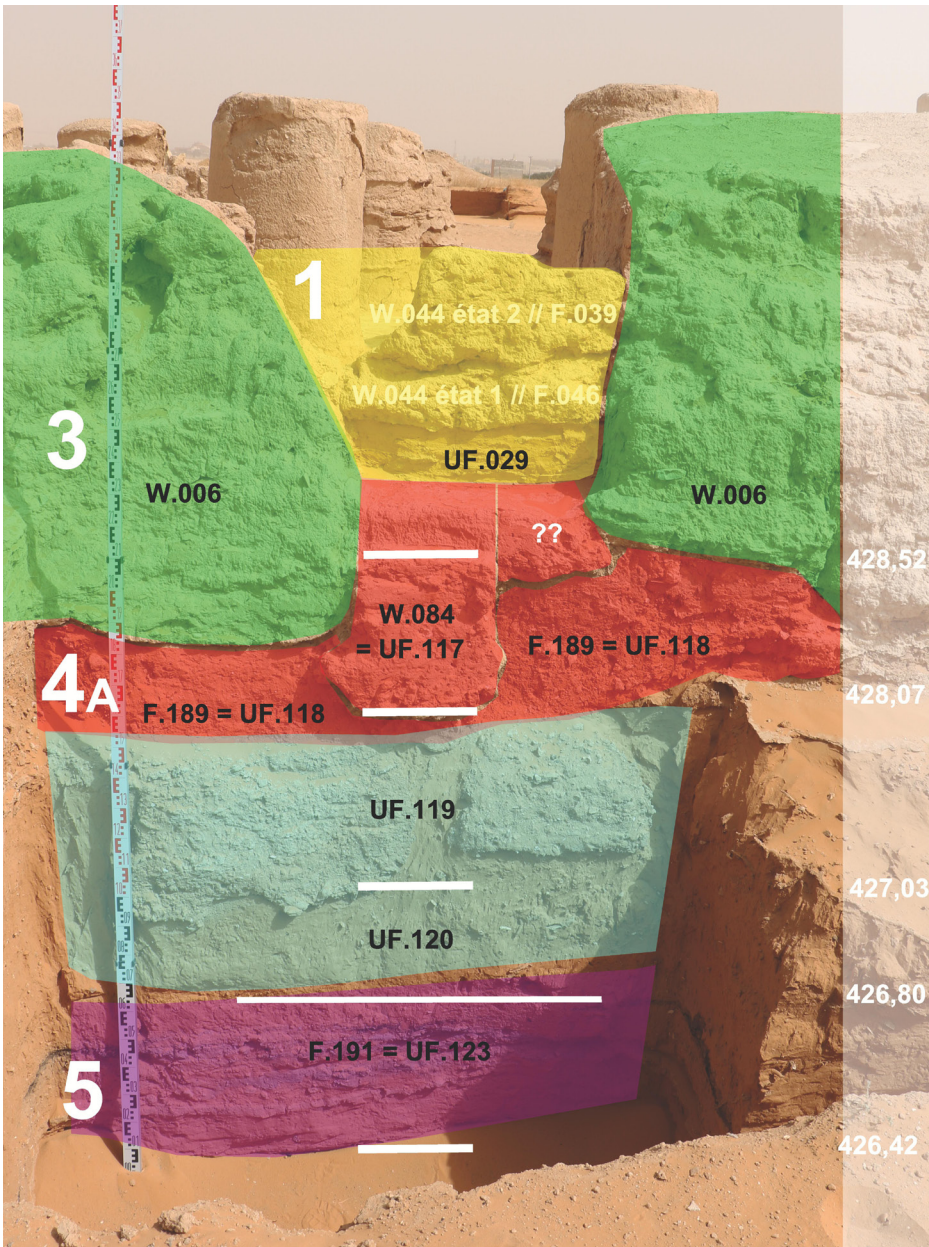 1
W.044 état 2 // F.039
W.044 état 1 // F.046
3
UF.029
W.006
W.006
??
428,52
W.084
= UF.117
F.189 = UF.118
4A
428,07
F.189 = UF.118
UF.119
427,03
UF.120
426,80
F.191 = UF.123
5
426,42